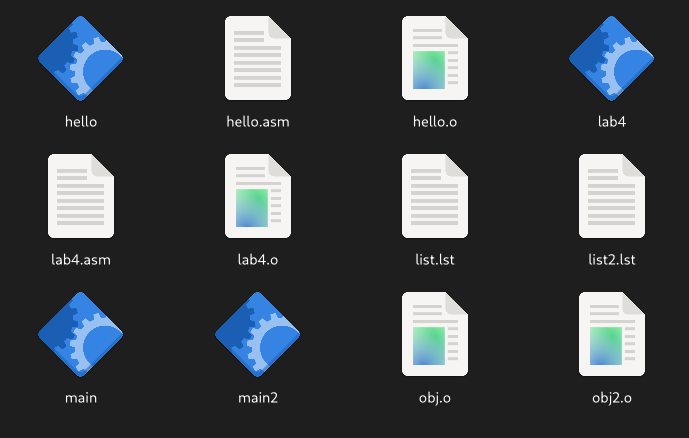 hello
hello.asm
hello.o
lab4
lab4.asm
lab4.o
list.lst
list2.lst
main
main2
obj.o
obj2.o